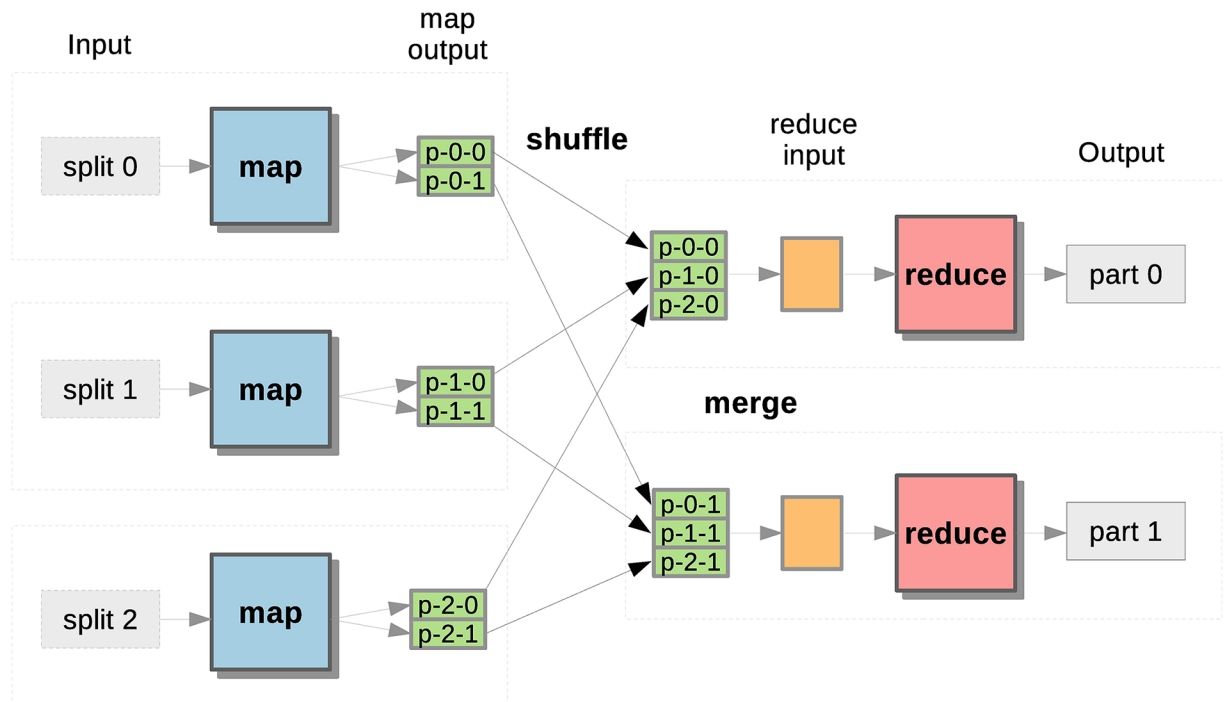 Input
map
output
split 0
map
p-0-0
p-0-1
shuffle
reduce
input
Output
p-0-0
p-1-0
p-2-0
reduce
part 0
split 1
map
p-1-0
p-1-1
merge
p-0-1
p-1-1
p-2-1
reduce
part 1
split 2
map
p-2-0
p-2-1